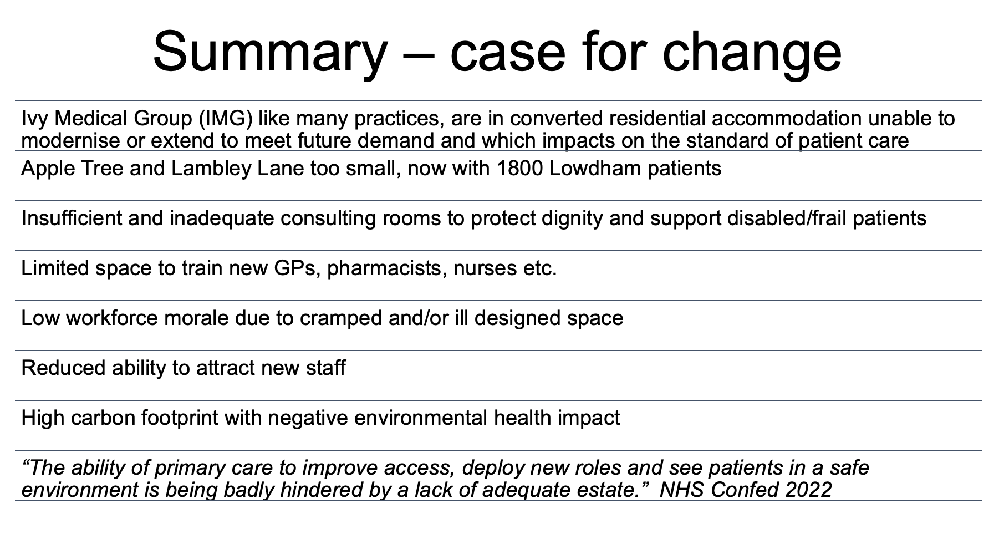 Summary – case for change
Ivy Medical Group (IMG) like many practices, are in converted residential accommodation unable to
modernise or extend to meet future demand and which impacts on the standard of patient care
Apple Tree and Lambley Lane too small, now with 1800 Lowdham patients
Insufficient and inadequate consulting rooms to protect dignity and support disabled/frail patients
Limited space to train new GPs, pharmacists, nurses etc.
Low workforce morale due to cramped and/or ill designed space
Reduced ability to attract new staff
High carbon footprint with negative environmental health impact
“The ability of primary care to improve access, deploy new roles and see patients in a safe
environment is being badly hindered by a lack of adequate estate.”  NHS Confed 2022